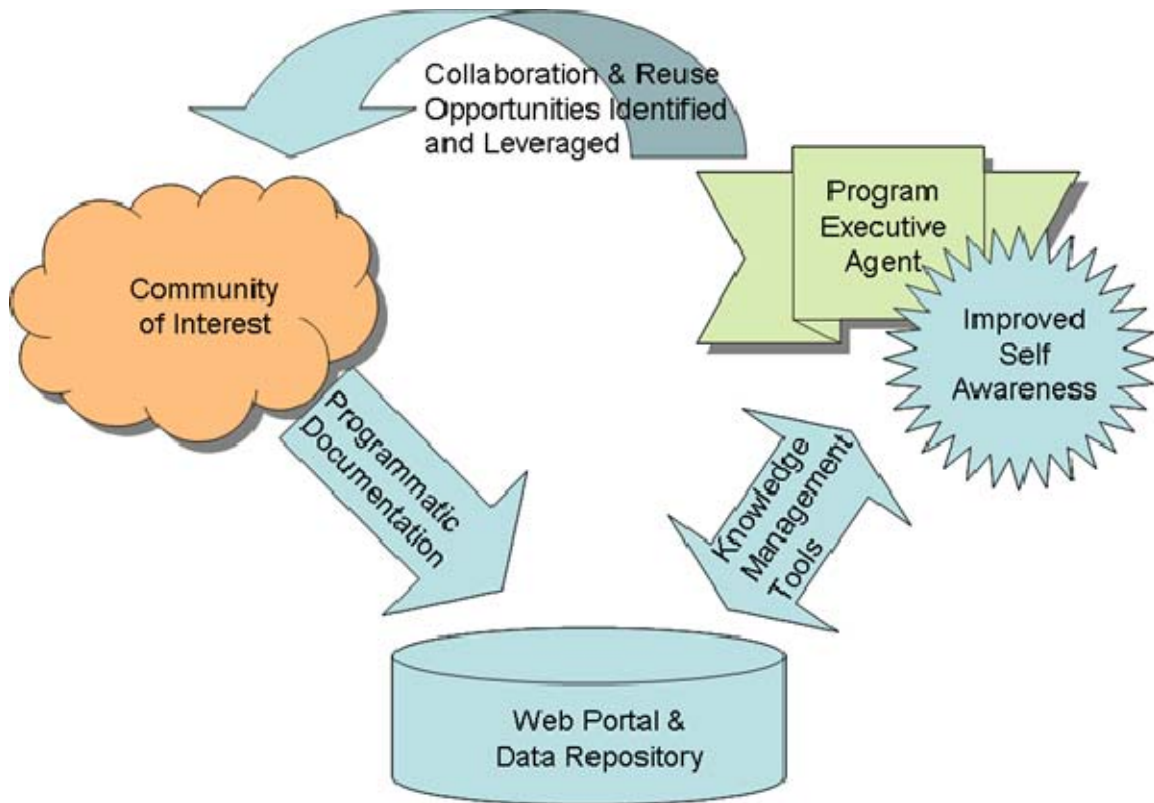 Collaboration & Reuse
Opportunities Identified
and Leveraged
Program
Executive
Agent
Community
of Interest
Improved
Self
Awareness
Programmatic
Documentation
Knowledge
Management
Tools
Web Portal &
Data Repository